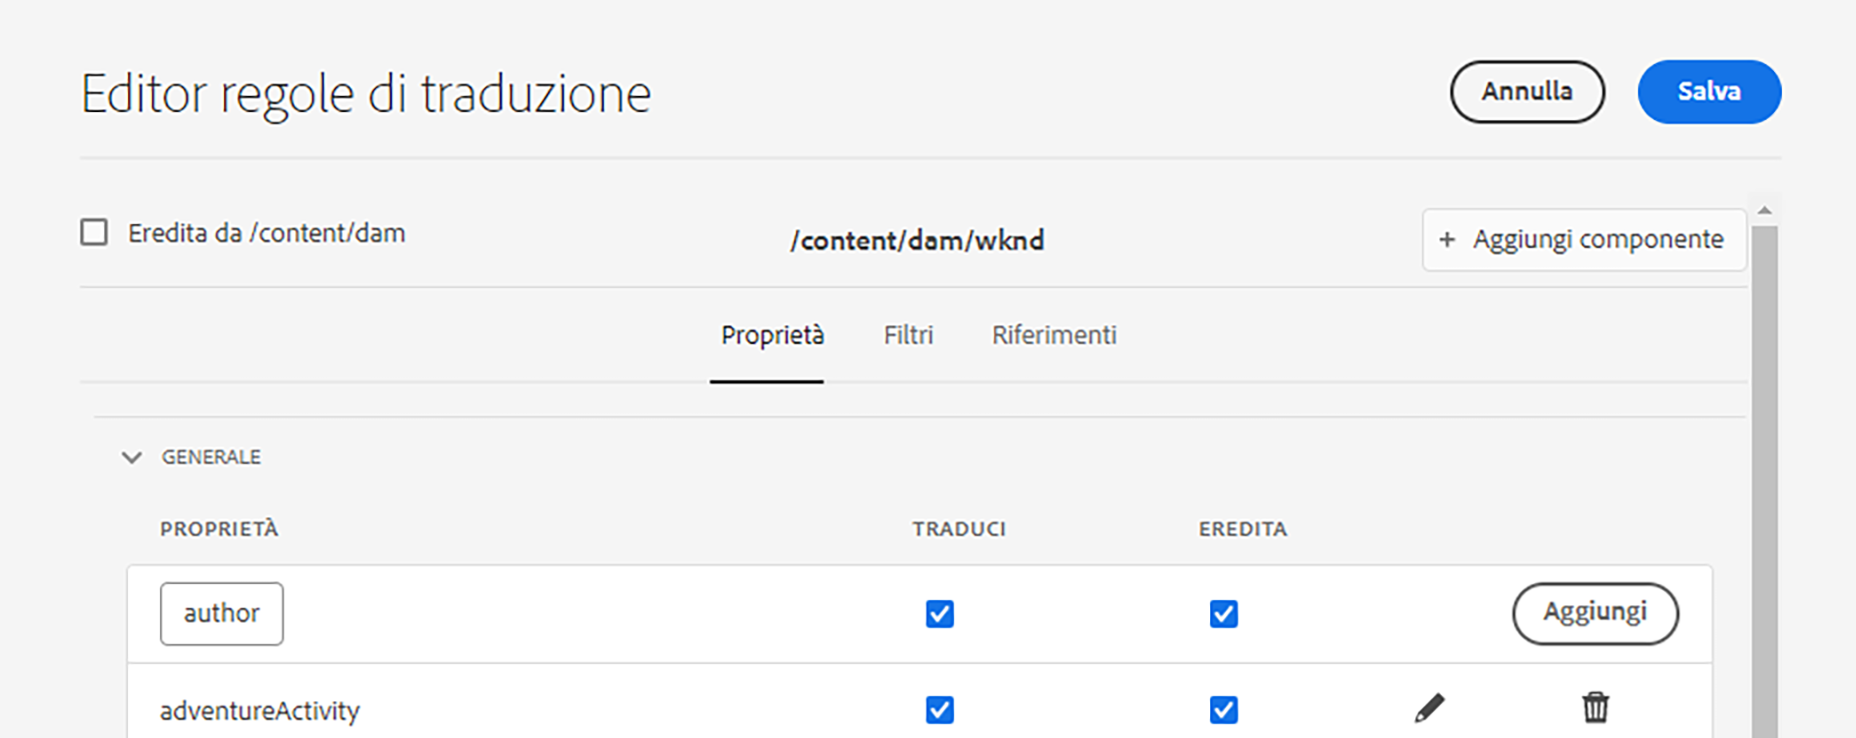 Editor regole di traduzione
Annulla
Salva
Eredita da /content/dam
/content/dam/wknd
+ Aggiungi componente
Proprietà
Filtri
Riferimenti
GENERALE
PROPRIETÀ
TRADUCI
EREDITA
author
Aggiungi
adventureActivity